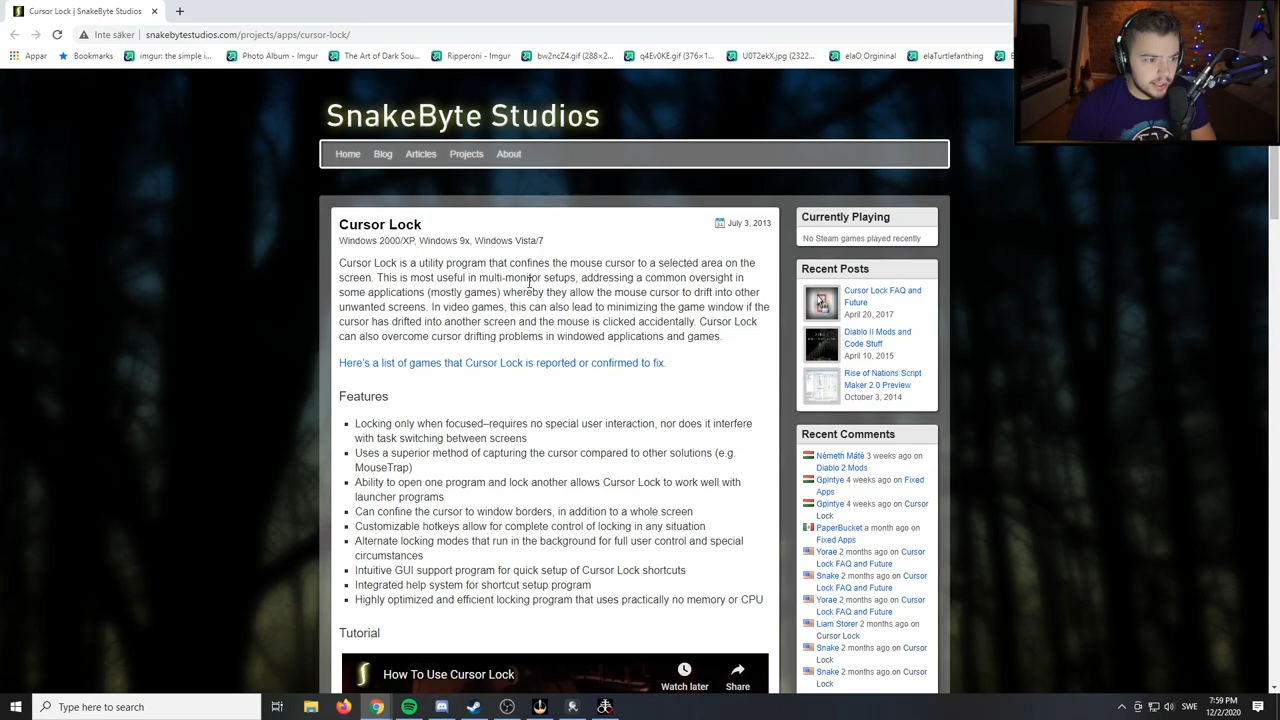 Cursor Lock | SnakeByte Studios
Inte säker
snakebytestudios.com/projects/apps/cursor-lock/
Appar
Bookmarks
imgur: the simple i...
Photo Album - Imgur
The Art of Dark Sou...
Ripperoni - Imgur
bw2ncZ4.gif (288×2...
q4Ev0KE.gif (376×1...
U0T2ekX.jpg (2322...
elaO Orgininal
elaTurtlefanthing
SnakeByte Studios
Home
Blog
Articles
Projects
About
Cursor Lock
July 3, 2013
Windows 2000/XP, Windows 9x, Windows Vista/7
Cursor Lock is a utility program that confines the mouse cursor to a selected area on the
screen. This is most useful in multi-monitor setups, addressing a common oversight in
some applications (mostly games) whereby they allow the mouse cursor to drift into other
unwanted screens. In video games, this can also lead to minimizing the game window if the
cursor has drifted into another screen and the mouse is clicked accidentally. Cursor Lock
can also overcome cursor drifting problems in windowed applications and games.
Here's a list of games that Cursor Lock is reported or confirmed to fix.
Features
Locking only when focused–requires no special user interaction, nor does it interfere
with task switching between screens
Uses a superior method of capturing the cursor compared to other solutions (e.g.
MouseTrap)
Ability to open one program and lock another allows Cursor Lock to work well with
launcher programs
Can confine the cursor to window borders, in addition to a whole screen
Customizable hotkeys allow for complete control of locking in any situation
Alternate locking modes that run in the background for full user control and special
circumstances
Intuitive GUI support program for quick setup of Cursor Lock shortcuts
Integrated help system for shortcut setup program
Highly optimized and efficient locking program that uses practically no memory or CPU
Tutorial
How To Use Cursor Lock
Watch later
Share
Currently Playing
No Steam games played recently
Recent Posts
Cursor Lock FAQ and
Future
April 20, 2017
Diablo II Mods and
Code Stuff
April 10, 2015
Rise of Nations Script
Maker 2.0 Preview
October 3, 2014
Recent Comments
Németh Máté 3 weeks ago on
Diablo 2 Mods
Gpintye 4 weeks ago on Fixed
Apps
Gpintye 4 weeks ago on Cursor
Lock
PaperBucket a month ago on
Fixed Apps
Yorae 2 months ago on Cursor
Lock FAQ and Future
Snake 2 months ago on Cursor
Lock FAQ and Future
Yorae 2 months ago on Cursor
Lock FAQ and Future
Liam Storer 2 months ago on
Cursor Lock
Snake 2 months ago on Cursor
Lock
Snake 2 months ago on Cursor
Lock
Type here to search
SWE
7:59 PM
12/2/2020